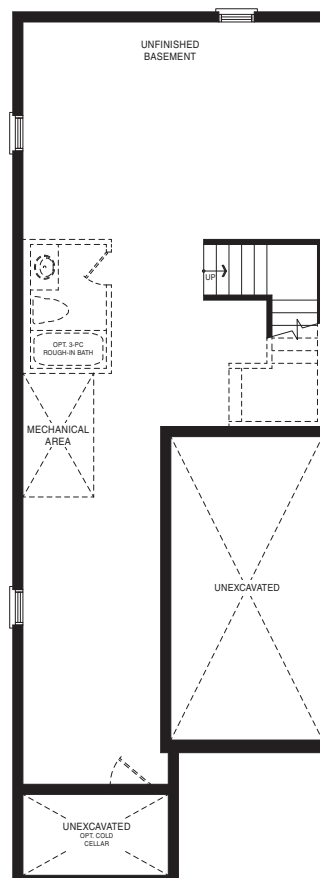 UNFINISHED
BASEMENT
UP
OPT. 3-PC
ROUGH-IN BATH
MECHANICAL
AREA
UNEXCAVATED
UNEXCAVATED
OPT. COLD
CELLAR